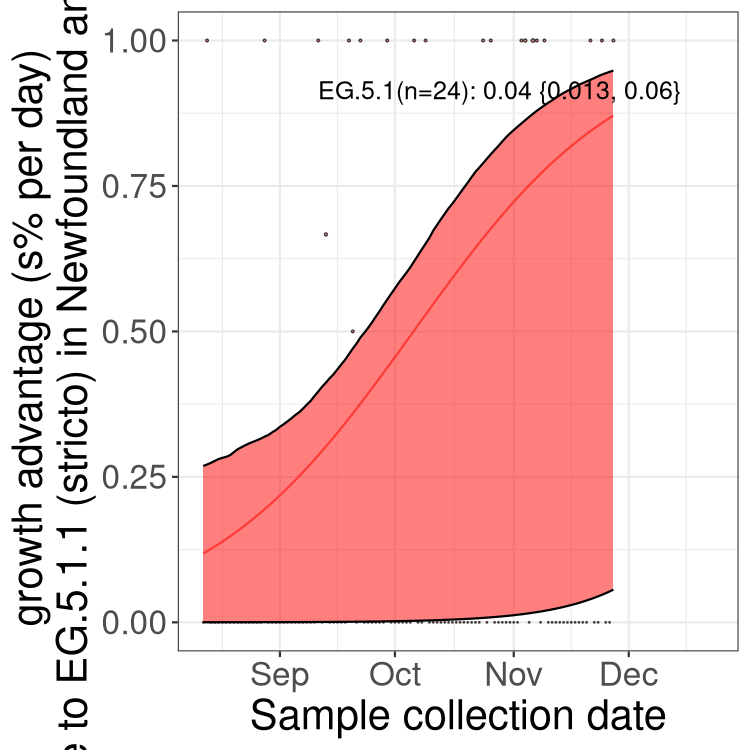 growth advantage (s% per day)
to EG.5.1.1 (stricto) in Newfoundland
1.00
0.75
0.50
0.25
0.00
EG.5.1(n=24): 0.04 {0.013, 0.06}
Sep Oct Nov Dec
Sample collection date